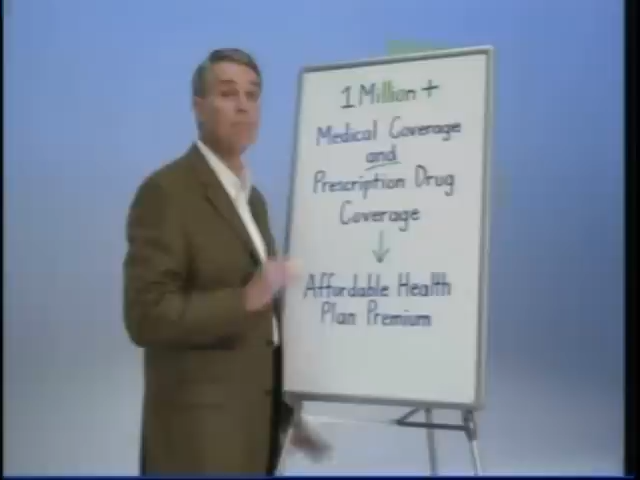 1 Million +
Medical Coverage
and
Prescription Drug
Coverage
Affordable Health
Plan Premium